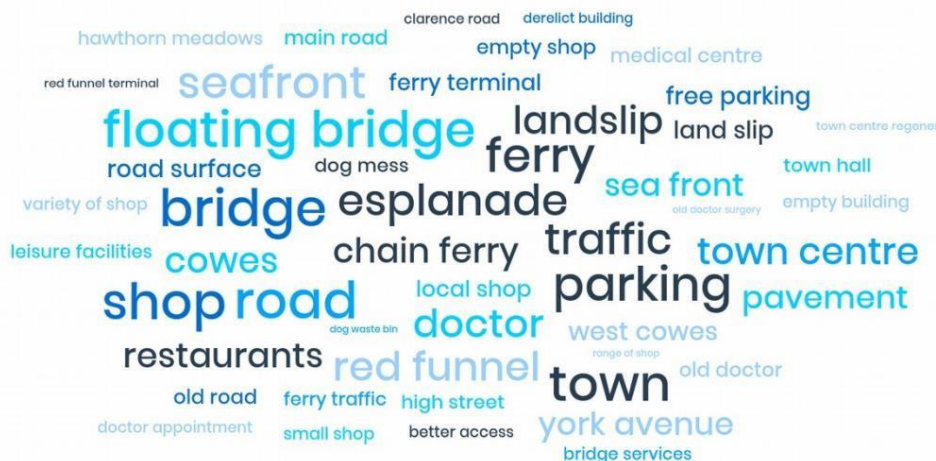 clarence road
derelict building
hawthorn meadows
main road
empty shop
medical centre
red funnel terminal
seafront
ferry terminal
free parking
floating bridge
landslip
land slip
town centre regener
road surface
dog mess
ferry
sea front
town hall
variety of shop
bridge
esplanade
old doctor surgery
empty building
leisure facilities
cowes
chain ferry
traffic
town centre
shop
road
local shop
parking
pavement
dog waste bin
doctor
west cowes
restaurants
red funnel
range of shop
town
old doctor
old road
ferry traffic
high street
doctor appointment
small shop
better access
york avenue
bridge services